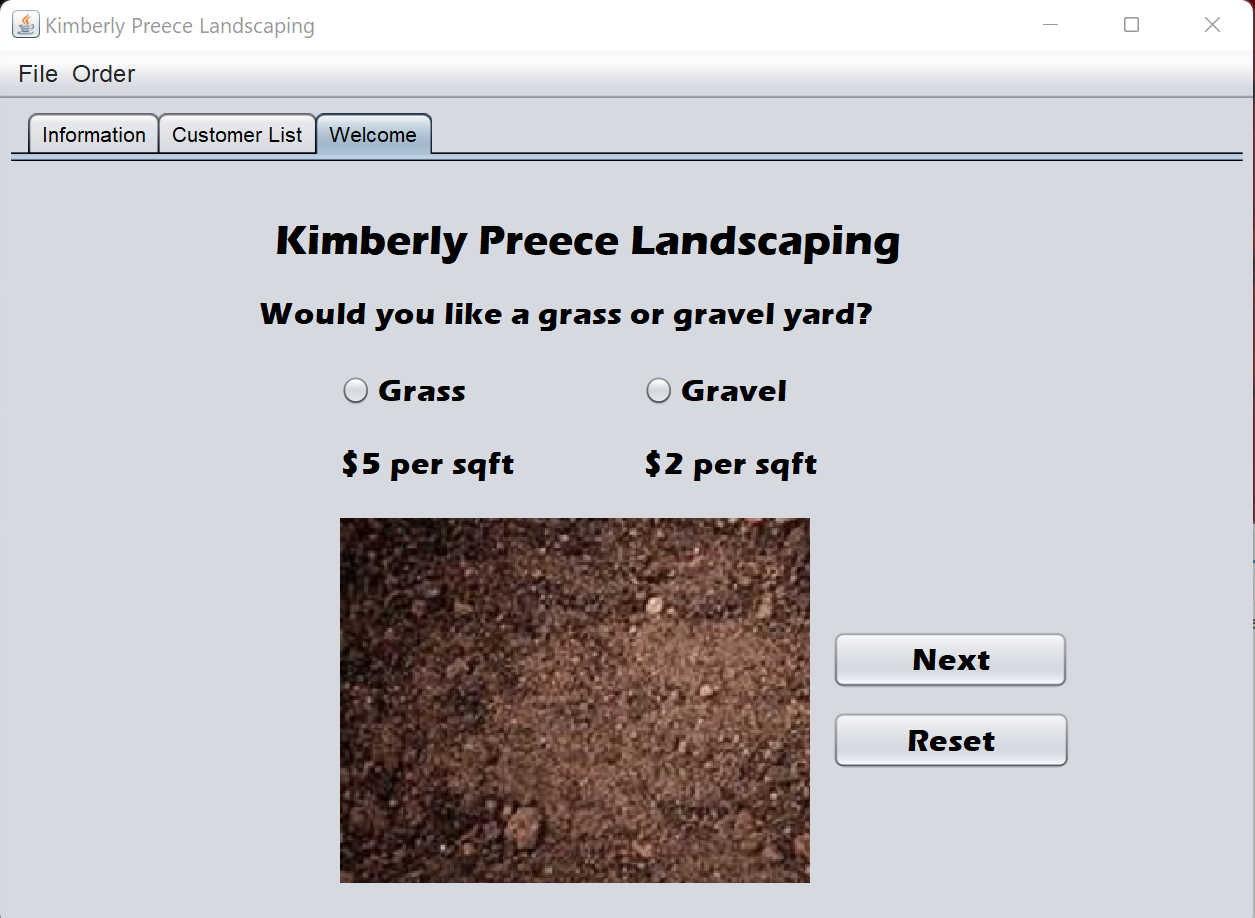 Kimberly Preece Landscaping
File Order
Information Customer List Welcome
Kimberly Preece Landscaping
Would you like a grass or gravel yard?
Grass Gravel
$5 per sqft $2 per sqft
Next
Reset